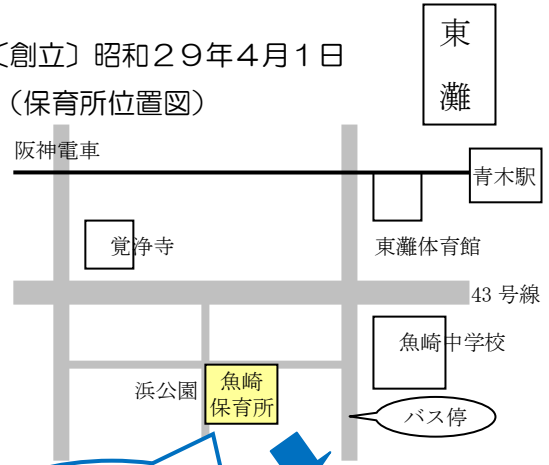 東
灘
〔創立〕昭和29年4月1日
（保育所位置図）
阪神電車
青木駅
覚浄寺
東灘体育館
43 号線
魚崎中学校
浜公園
魚崎
保育所
バス停